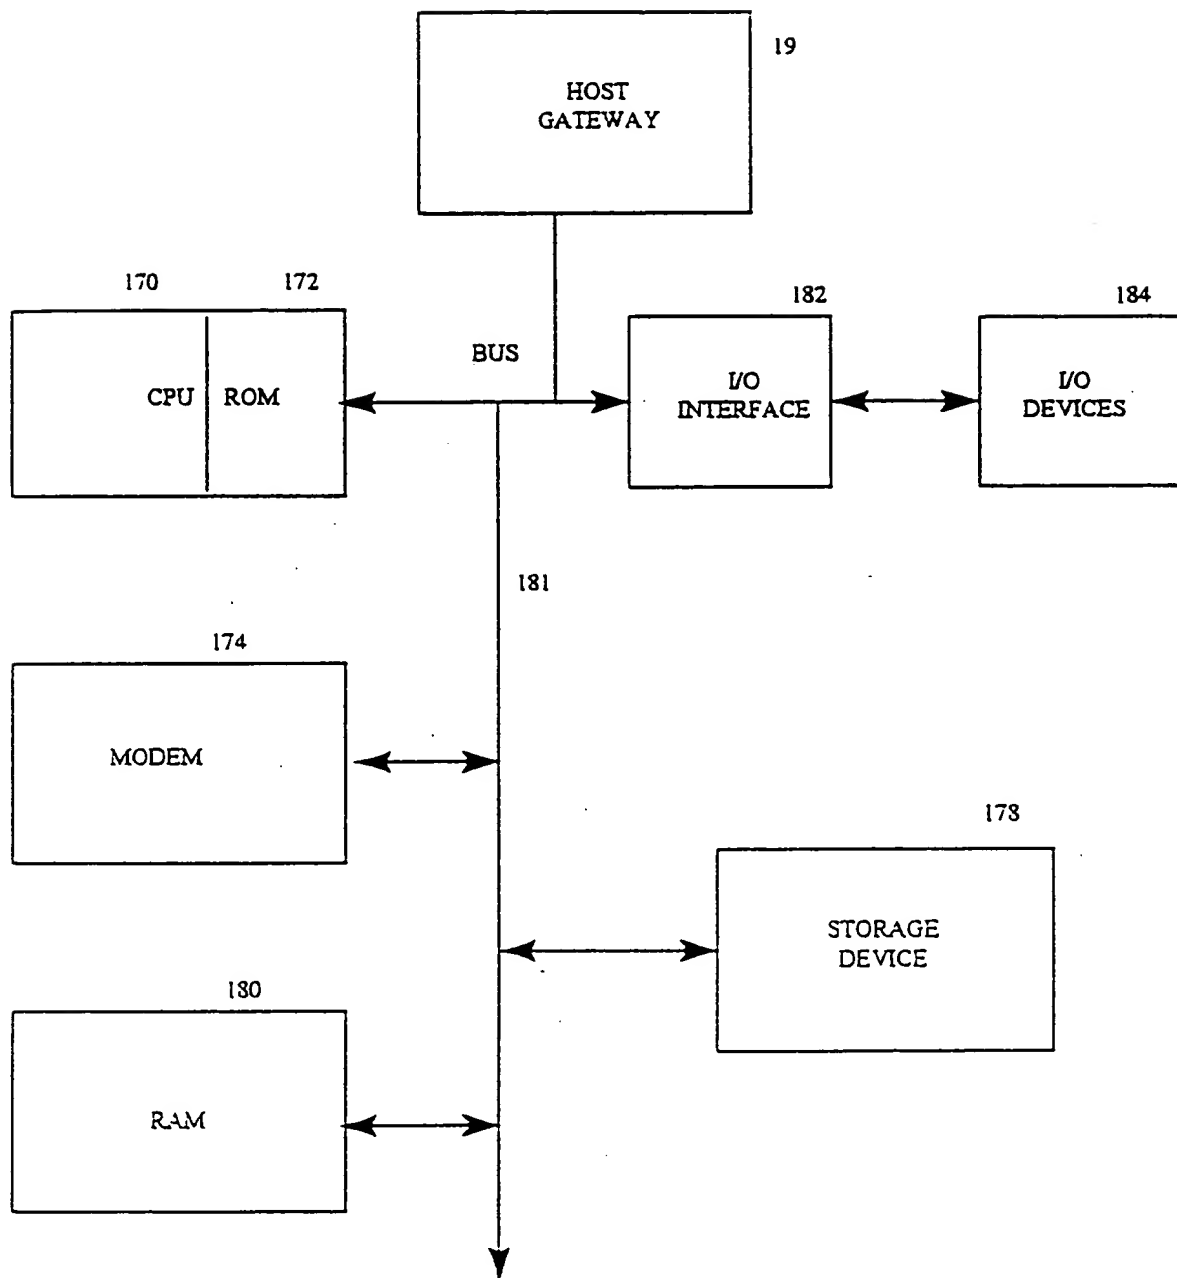 19
HOST
GATEWAY
170
172
182
184
BUS
CPU
ROM
I/O
INTERFACE
I/O
DEVICES
181
174
MODEM
178
STORAGE
DEVICE
180
RAM